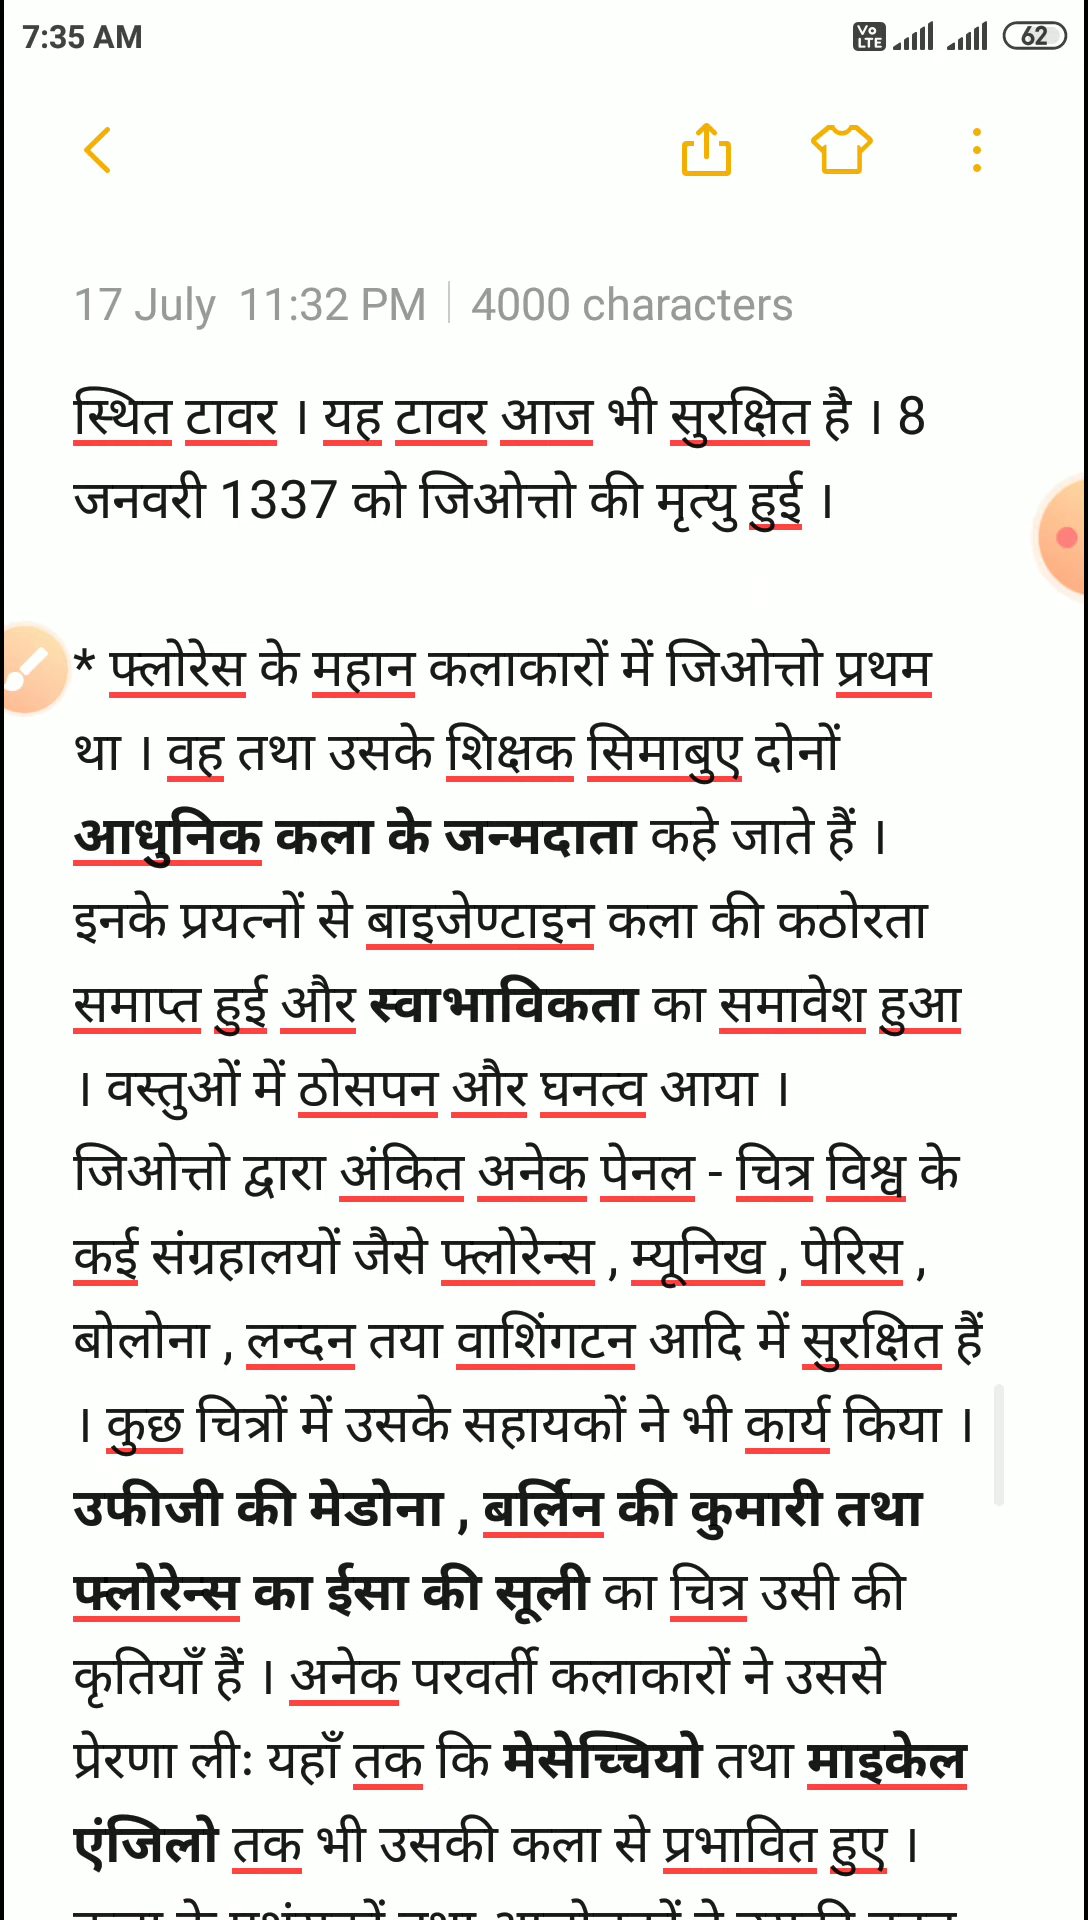 7:35 AM
Vo LTE
62
17 July 11:32 PM | 4000 characters
स्थित टावर । यह टावर आज भी सुरक्षित है । 8
जनवरी 1337 को जिओत्तो की मृत्यु हुई ।
* फ्लोरेस के महान कलाकारों में जिओत्तो प्रथम
था । वह तथा उसके शिक्षक सिमाबुए दोनों
आधुनिक कला के जन्मदाता कहे जाते हैं ।
इनके प्रयत्नों से बाइजेण्टाइन कला की कठोरता
समाप्त हुई और स्वाभाविकता का समावेश हुआ
। वस्तुओं में ठोसपन और घनत्व आया ।
जिओत्तो द्वारा अंकित अनेक पेनल - चित्र विश्व के
कई संग्रहालयों जैसे फ्लोरेन्स , म्यूनिख , पेरिस ,
बोलोना , लन्दन तया वाशिंगटन आदि में सुरक्षित हैं
। कुछ चित्रों में उसके सहायकों ने भी कार्य किया ।
उफीजी की मेडोना , बर्लिन की कुमारी तथा
फ्लोरेन्स का ईसा की सूली का चित्र उसी की
कृतियाँ हैं । अनेक परवर्ती कलाकारों ने उससे
प्रेरणा लीः यहाँ तक कि मेसेच्चियो तथा माइकेल
एंजिलो तक भी उसकी कला से प्रभावित हुए ।